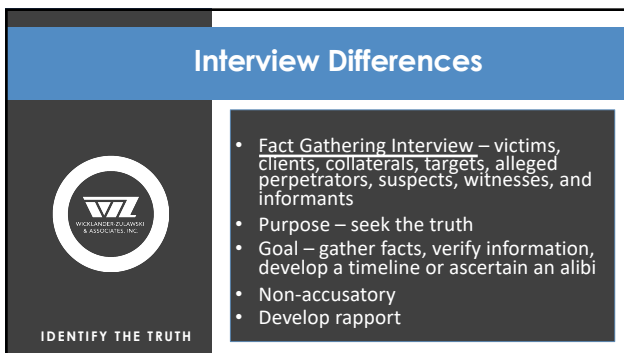 Interview Differences
• Fact Gathering Interview – victims,
clients, collaterals, targets, alleged
perpetrators, suspects, witnesses, and
informants
• Purpose – seek the truth
• Goal – gather facts, verify information,
develop a timeline or ascertain an alibi
• Non-accusatory
• Develop rapport
WZ
WICKLANDER-ZULAWSKI
& ASSOCIATES, INC.
IDENTIFY THE TRUTH